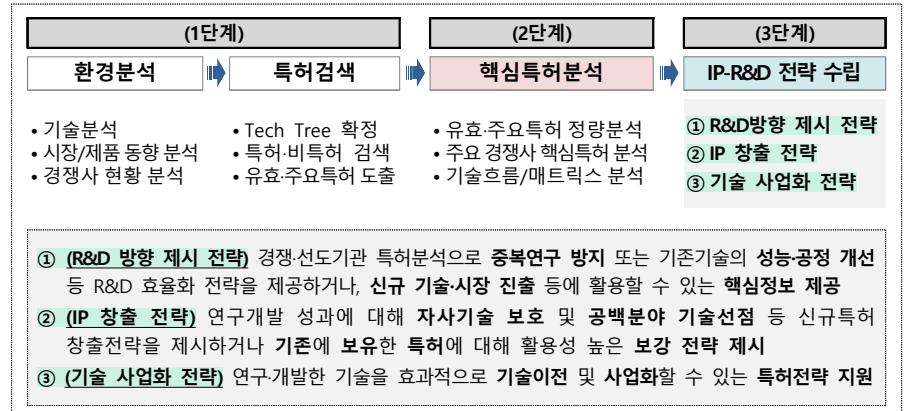 (1단계)
(2단계)
(3단계)
환경분석
특허검색
핵심특허분석
IP-R&D 전략 수립
• 기술분석
• 시장/제품 동향 분석
• 경쟁사 현황 분석
• Tech Tree 확정
• 특허·비특허 검색
• 유효·주요특허 도출
• 유효·주요특허 정량분석
• 주요 경쟁사 핵심특허 분석
• 기술흐름/매트릭스 분석
① R&D방향 제시 전략
② IP 창출 전략
③ 기술 사업화 전략
① (R&D 방향 제시 전략) 경쟁·선도기관 특허분석으로 중복연구 방지 또는 기존기술의 성능·공정 개선
등 R&D 효율화 전략을 제공하거나, 신규 기술·시장 진출 등에 활용할 수 있는 핵심정보 제공
② (IP 창출 전략) 연구개발 성과에 대해 자사기술 보호 및 공백분야 기술선점 등 신규특허
창출전략을 제시하거나 기존에 보유한 특허에 대해 활용성 높은 보강 전략 제시
③ (기술 사업화 전략) 연구·개발한 기술을 효과적으로 기술이전 및 사업화할 수 있는 특허전략 지원